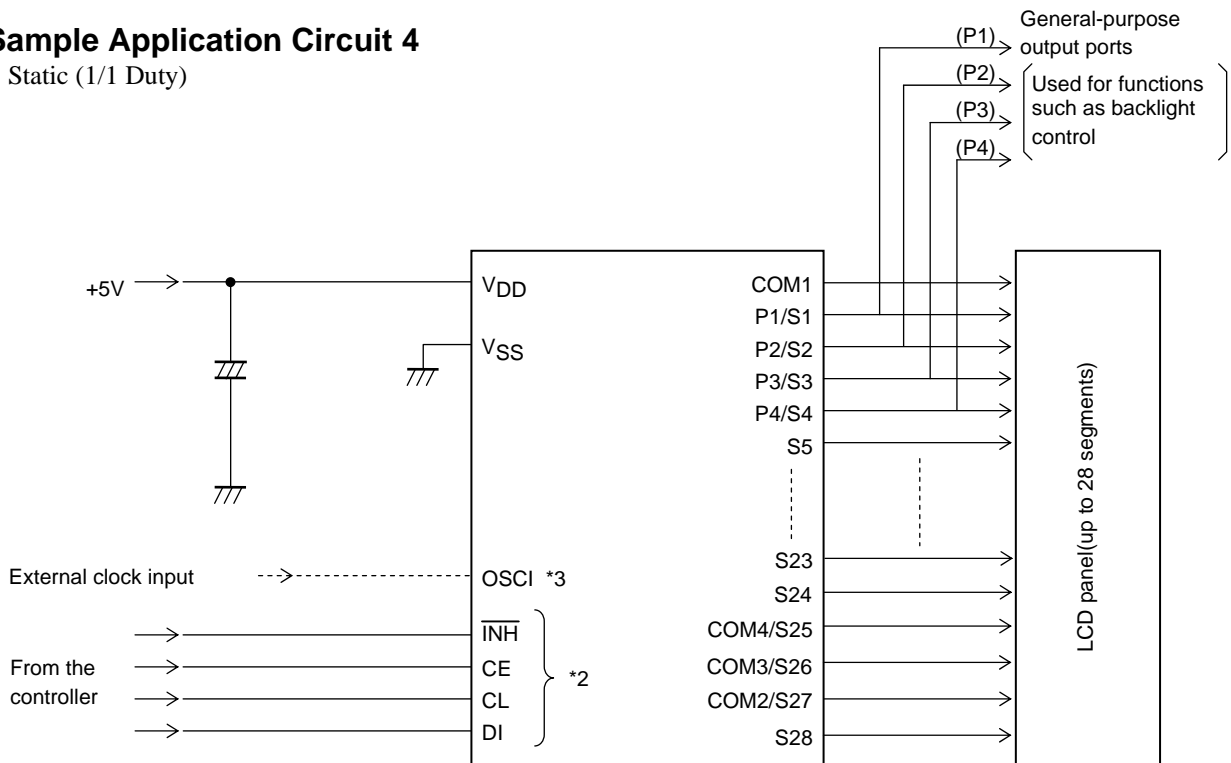 Sample Application Circuit 4
Static (1/1 Duty)
(P1)
(P2)
(P3)
(P4)
General-purpose
output ports
Used for functions
such as backlight
control
+5V
VDD
VSS
External clock input
OSCI *3
From the
controller
INH
CE
CL
DI
*2
COM1
P1/S1
P2/S2
P3/S3
P4/S4
S5
S23
S24
COM4/S25
COM3/S26
COM2/S27
S28
LCD panel(up to 28 segments)